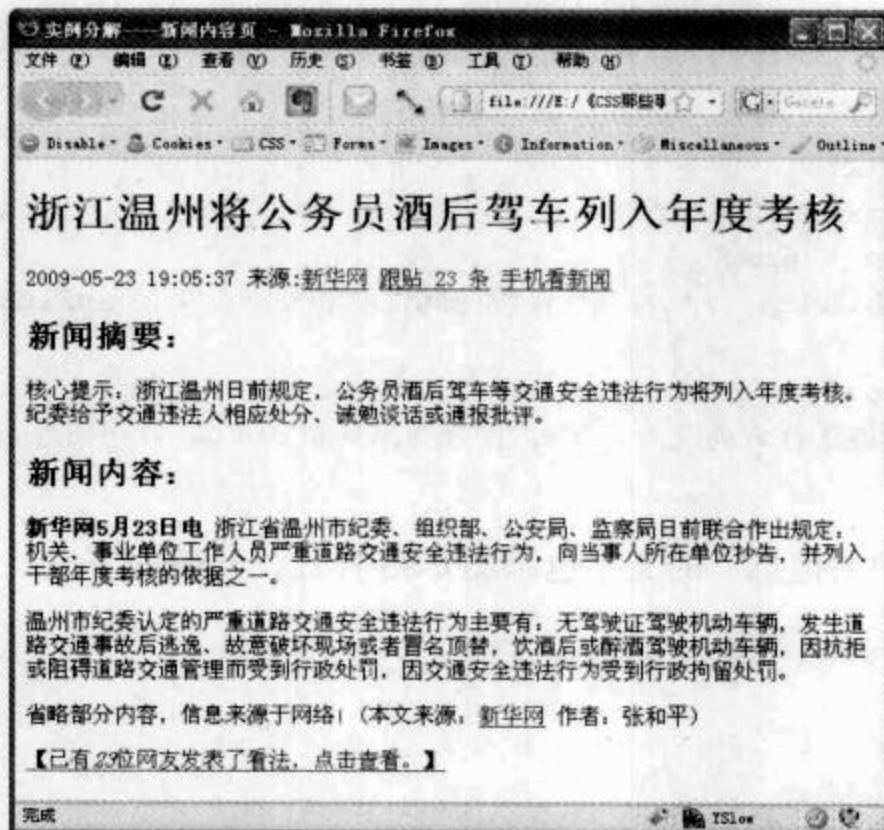 实例分解——新闻内容页 - Mozilla Firefox
文件 (F) 编辑 (E) 查看 (V) 历史 (S) 书签 (B) 工具 (T) 帮助 (H)
file:///E:/《CSS那些事 G Google
Disable Cookies CSS Forms Images Information Miscellaneous Outline
浙江温州将公务员酒后驾车列入年度考核
2009-05-23 19:05:37 来源:新华网 跟贴 23 条 手机看新闻
新闻摘要：
核心提示：浙江温州日前规定，公务员酒后驾车等交通安全违法行为将列入年度考核。
纪委给予交通违法人相应处分、诫勉谈话或通报批评。
新闻内容：
新华网5月23日电 浙江省温州市纪委、组织部、公安局、监察局日前联合作出规定：
机关、事业单位工作人员严重道路交通安全违法行为，向当事人所在单位抄告，并列入
干部年度考核的依据之一。
温州市纪委认定的严重道路交通安全违法行为主要有：无驾驶证驾驶机动车辆，发生道
路交通事故后逃逸、故意破坏现场或者冒名顶替，饮酒后或醉酒驾驶机动车辆，因抗拒
或阻碍道路交通管理而受到行政处罚，因交通安全违法行为受到行政拘留处罚。
省略部分内容，信息来源于网络！（本文来源：新华网 作者：张和平）
【已有23位网友发表了看法，点击查看。】
完成 YSlow